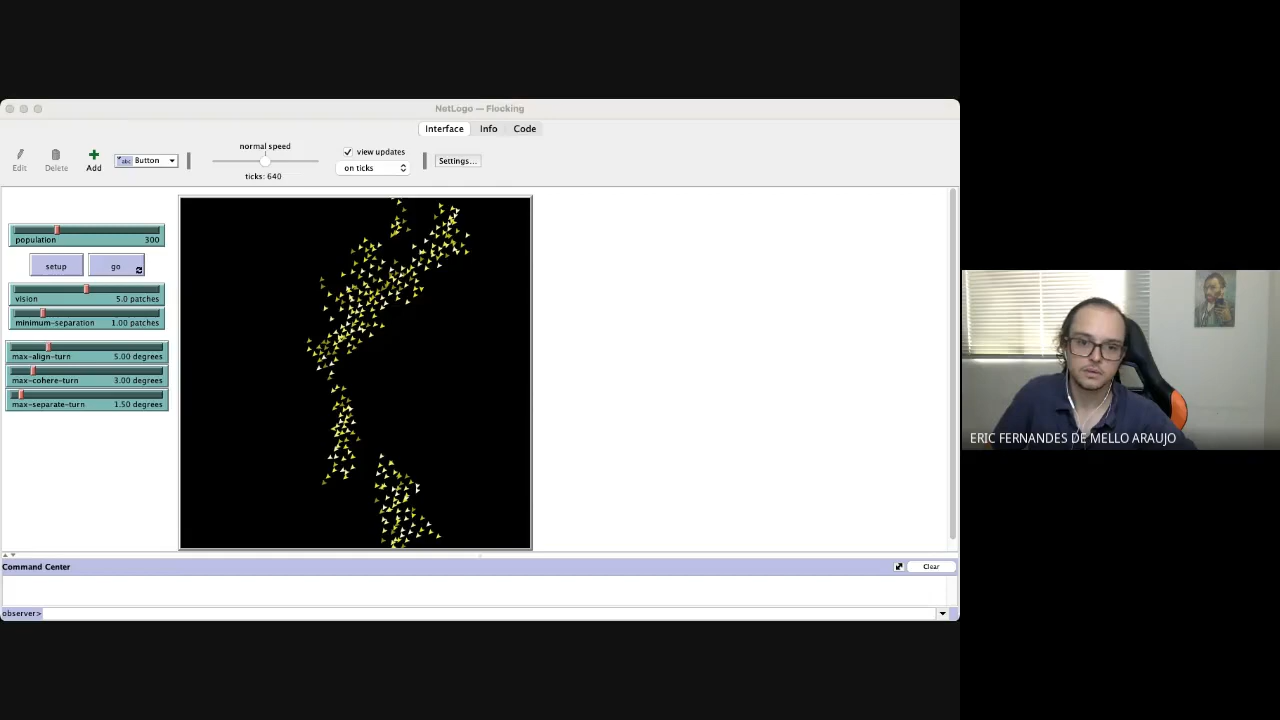 NetLogo — Flocking
Interface Info Code
Edit Delete Add abc Button normal speed ticks: 640 view updates on ticks Settings...
population 300
setup go
vision 5.0 patches
minimum-separation 1.00 patches
max-align-turn 5.00 degrees
max-cohere-turn 3.00 degrees
max-separate-turn 1.50 degrees
Command Center Clear
observer>
ERIC FERNANDES DE MELLO ARAUJO